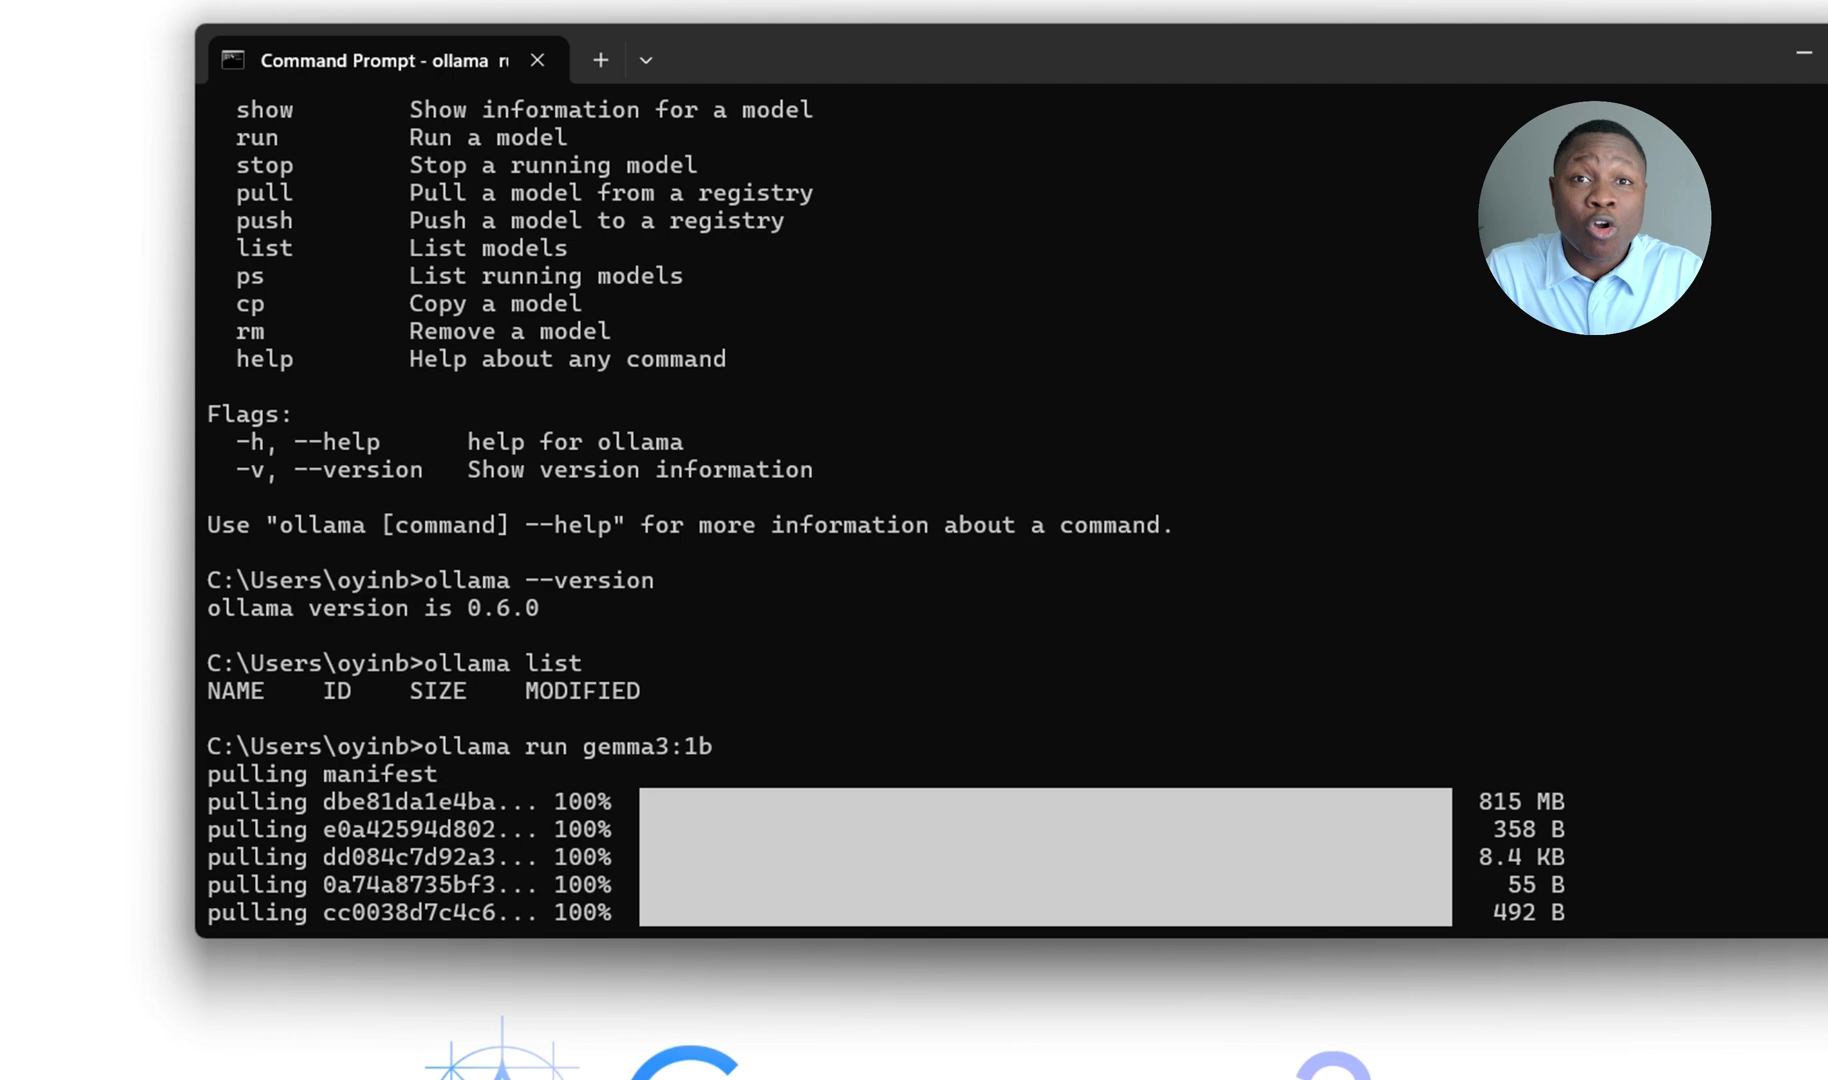 Command Prompt - ollama
show Show information for a model
run Run a model
stop Stop a running model
pull Pull a model from a registry
push Push a model to a registry
list List models
ps List running models
cp Copy a model
rm Remove a model
help Help about any command
Flags:
-h, --help help for ollama
-v, --version Show version information
Use "ollama [command] --help" for more information about a command.
C:\Users\oyinb>ollama --version
ollama version is 0.6.0
C:\Users\oyinb>ollama list
NAME ID SIZE MODIFIED
C:\Users\oyinb>ollama run gemma3:1b
pulling manifest
pulling dbe81da1e4ba... 100% 815 MB
pulling e0a42594d802... 100% 358 B
pulling dd084c7d92a3... 100% 8.4 KB
pulling 0a74a8735bf3... 100% 55 B
pulling cc0038d7c4c6... 100% 492 B